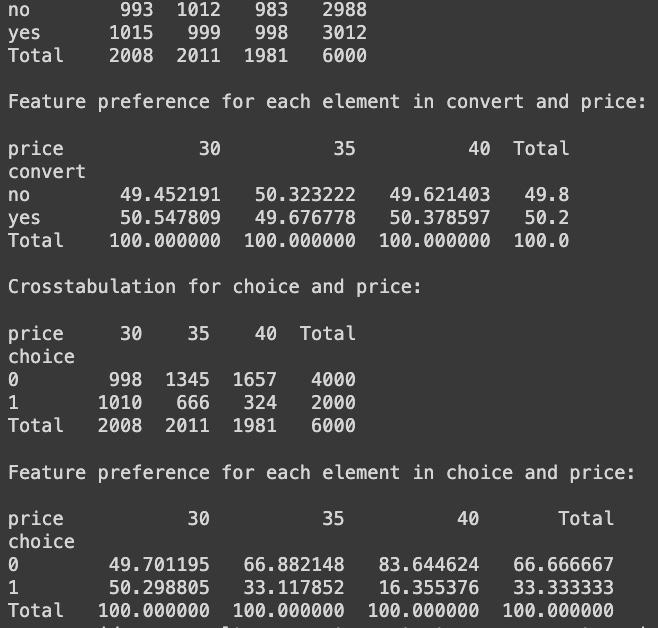 no 993 1012 983 2988
yes 1015 999 998 3012
Total 2008 2011 1981 6000
Feature preference for each element in convert and price:
price 30 35 40 Total
convert
no 49.452191 50.323222 49.621403 49.8
yes 50.547809 49.676778 50.378597 50.2
Total 100.000000 100.000000 100.000000 100.0
Crosstabulation for choice and price:
price 30 35 40 Total
choice
0 998 1345 1657 4000
1 1010 666 324 2000
Total 2008 2011 1981 6000
Feature preference for each element in choice and price:
price 30 35 40 Total
choice
0 49.701195 66.882148 83.644624 66.666667
1 50.298805 33.117852 16.355376 33.333333
Total 100.000000 100.000000 100.000000 100.000000